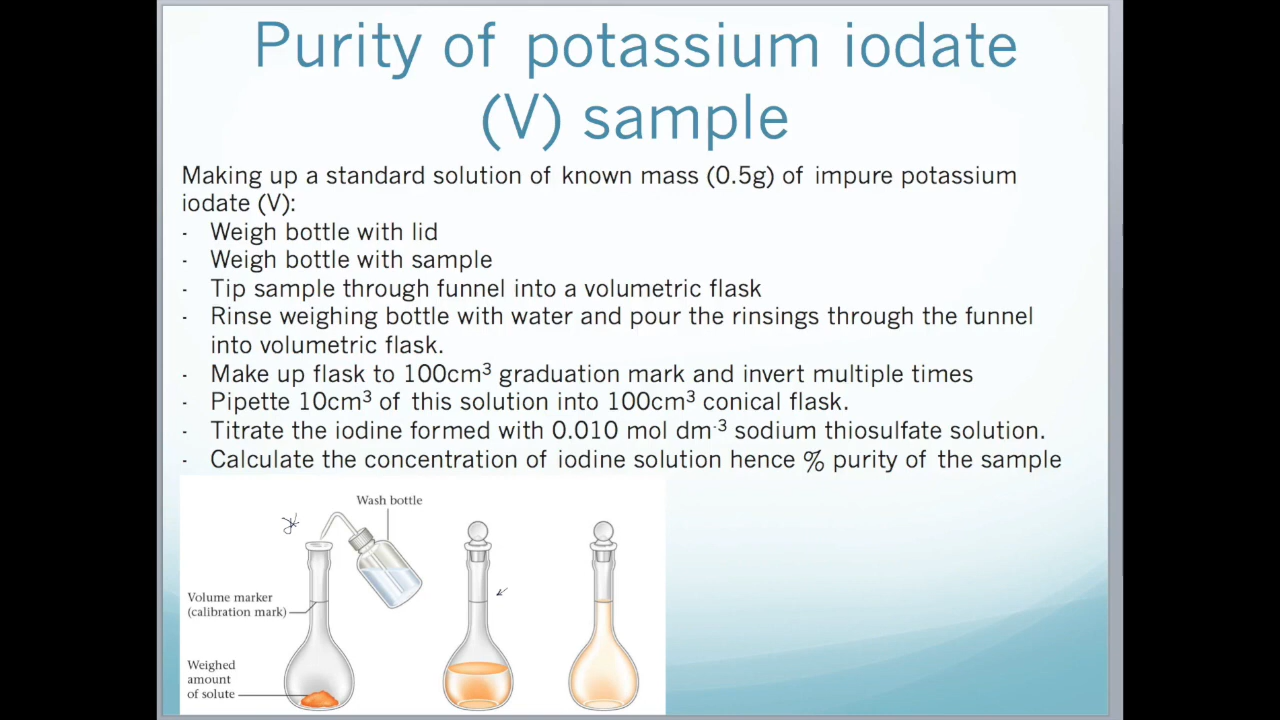 Purity of potassium iodate
(V) sample
Making up a standard solution of known mass (0.5g) of impure potassium
iodate (V):
- Weigh bottle with lid
- Weigh bottle with sample
- Tip sample through funnel into a volumetric flask
- Rinse weighing bottle with water and pour the rinsings through the funnel
into volumetric flask.
- Make up flask to 100cm³ graduation mark and invert multiple times
- Pipette 10cm³ of this solution into 100cm³ conical flask.
- Titrate the iodine formed with 0.010 mol dm⁻³ sodium thiosulfate solution.
- Calculate the concentration of iodine solution hence % purity of the sample
Wash bottle
Volume marker
(calibration mark)
Weighed
amount
of solute